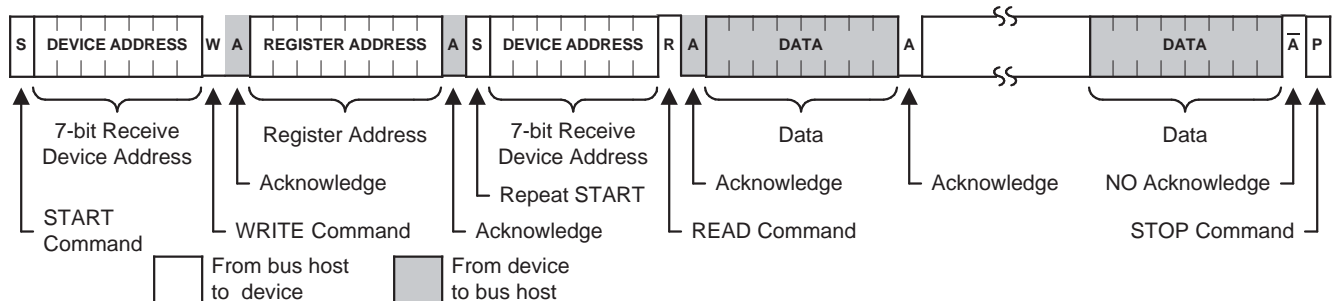 S DEVICE ADDRESS W A REGISTER ADDRESS A S DEVICE ADDRESS R A DATA A DATA A̅ P
7-bit Receive
Device Address
Register Address
7-bit Receive
Device Address
Data
Data
Acknowledge
Repeat START
Acknowledge
Acknowledge
NO Acknowledge
START
Command
WRITE Command
Acknowledge
READ Command
STOP Command
From bus host
to device
From device
to bus host